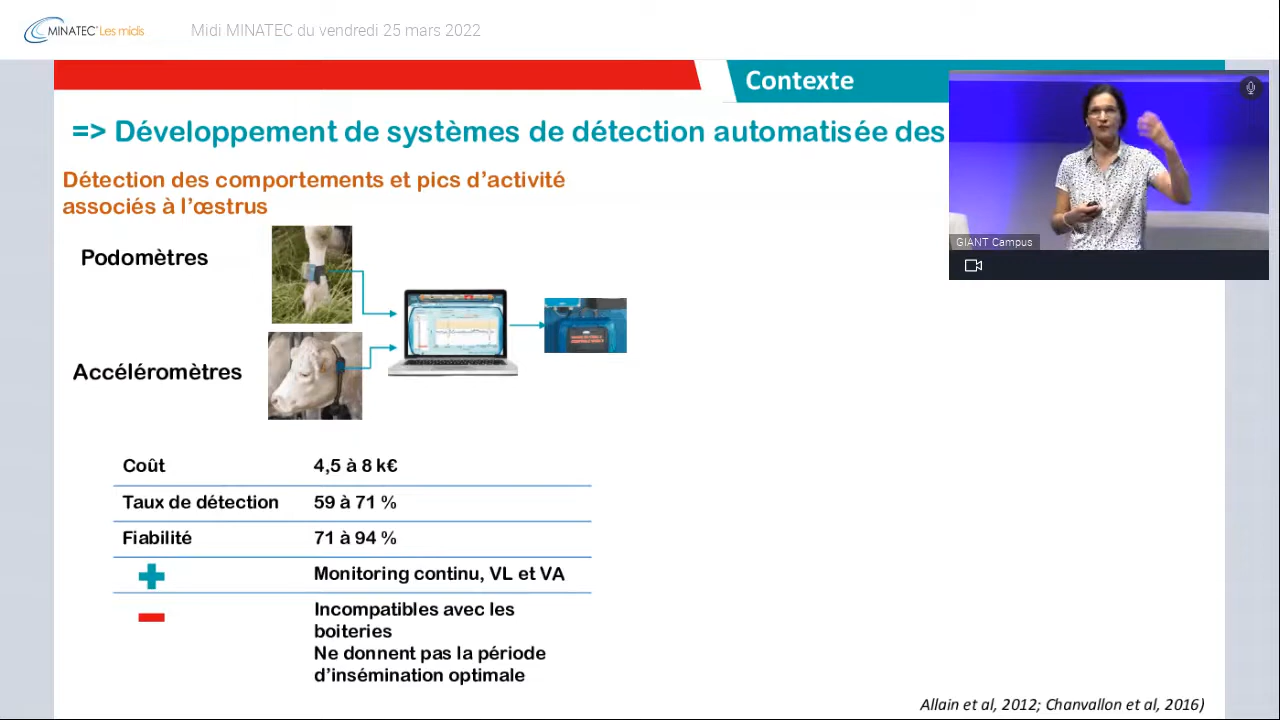 MINATEC Les midis
Midi MINATEC du vendredi 25 mars 2022
Contexte
=> Développement de systèmes de détection automatisée des
Détection des comportements et pics d'activité
associés à l'œstrus
Podomètres
Accéléromètres
Coût 4,5 à 8 k€
Taux de détection 59 à 71 %
Fiabilité 71 à 94 %
Monitoring continu, VL et VA
Incompatibles avec les
boiteries
Ne donnent pas la période
d'insémination optimale
GIANT Campus
Allain et al, 2012; Chanvallon et al, 2016)